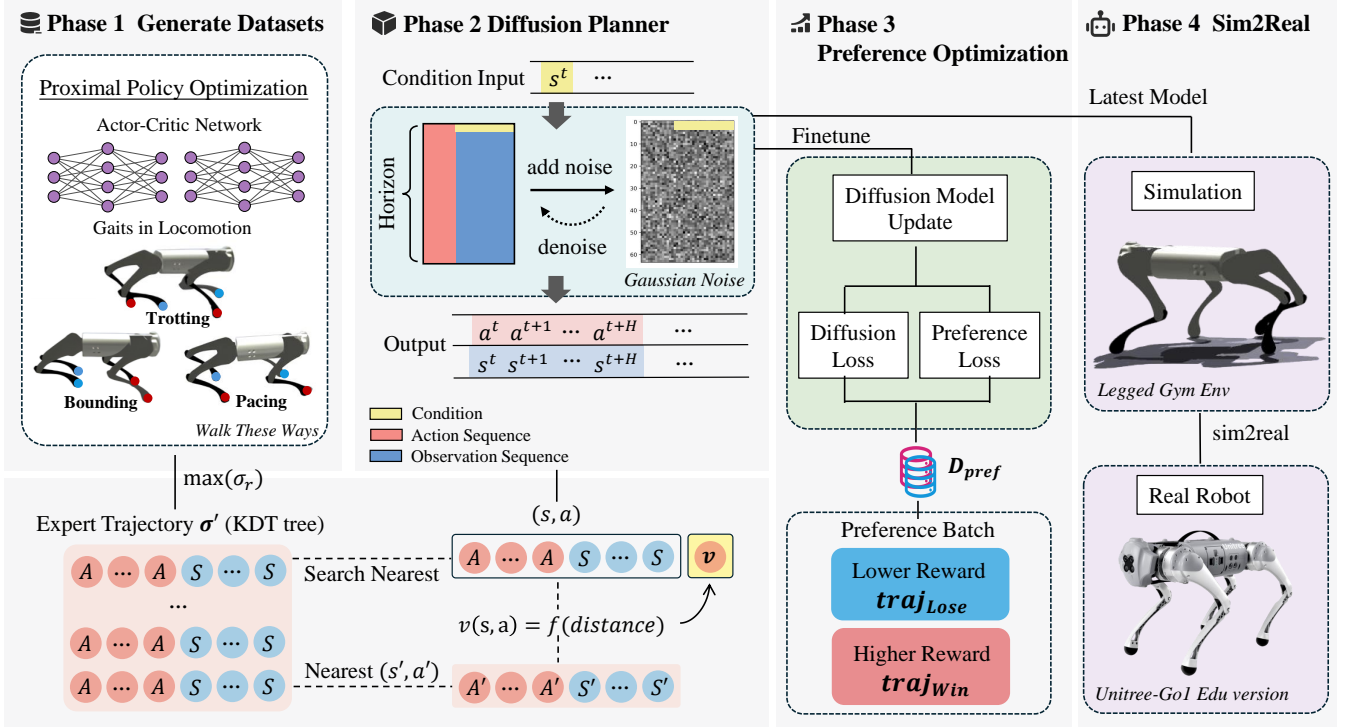 Phase 1 Generate Datasets
Proximal Policy Optimization
Actor-Critic Network
Gaits in Locomotion
Trotting
Bounding
Pacing
Walk These Ways
max(σ_r)
Expert Trajectory σ′ (KDT tree)
A ··· A S ··· S
...
A ··· A S ··· S
A ··· A S ··· S
Phase 2 Diffusion Planner
Condition Input
s^t ···
Horizon
add noise
denoise
0
10
20
30
40
50
60
Gaussian Noise
Output
a^t a^{t+1} ··· a^{t+H} ···
s^t s^{t+1} ··· s^{t+H} ···
Condition
Action Sequence
Observation Sequence
(s, a)
Search Nearest
A ··· A S ··· S v
v(s, a) = f(distance)
Nearest (s′, a′)
A′ ··· A′ S′ ··· S′
Phase 3
Preference Optimization
Finetune
Diffusion Model
Update
Diffusion
Loss
Preference
Loss
D_pref
Preference Batch
Lower Reward
traj_Lose
Higher Reward
traj_Win
Phase 4 Sim2Real
Latest Model
Simulation
Legged Gym Env
sim2real
Real Robot
Unitree-Go1 Edu version